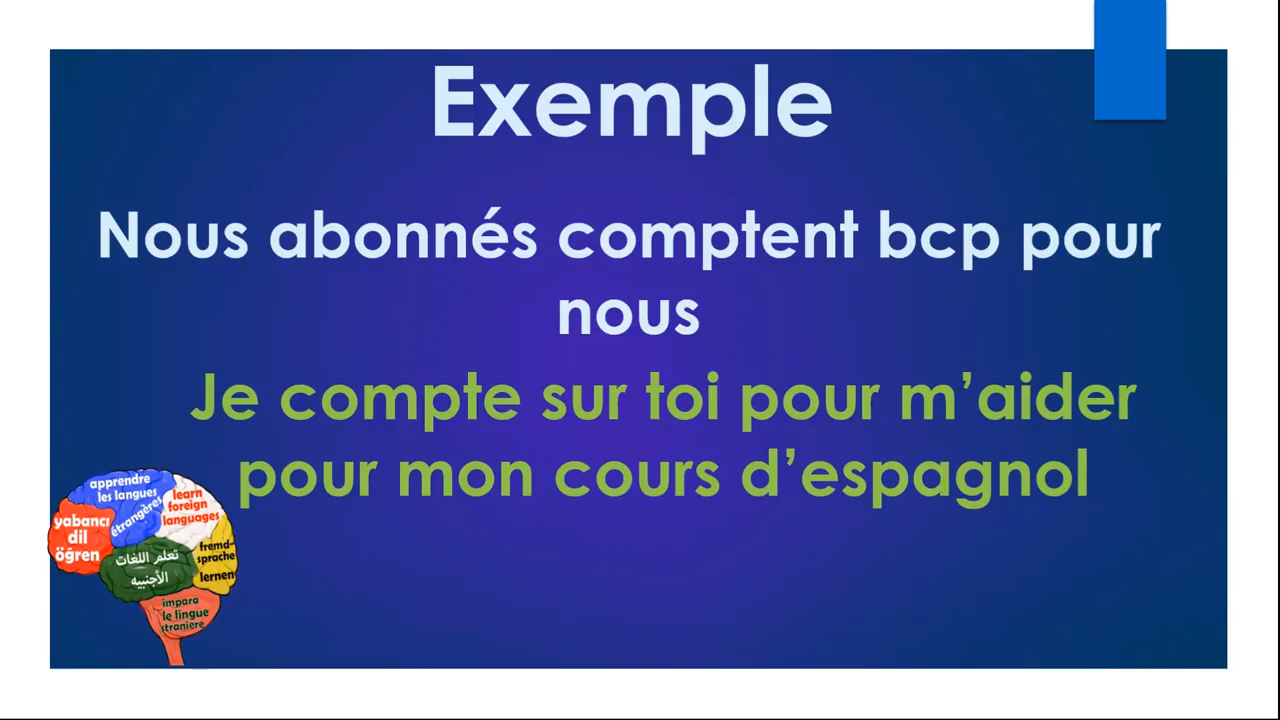 Exemple
Nous abonnés comptent bcp pour
nous
Je compte sur toi pour m’aider
pour mon cours d’espagnol
apprendre
les langues
étrangères
learn
foreign
languages
yabancı
dil
öğren
تعلم اللغات
الأجنبيه
fremd-
sprache
lernen
impara
le lingue
straniere